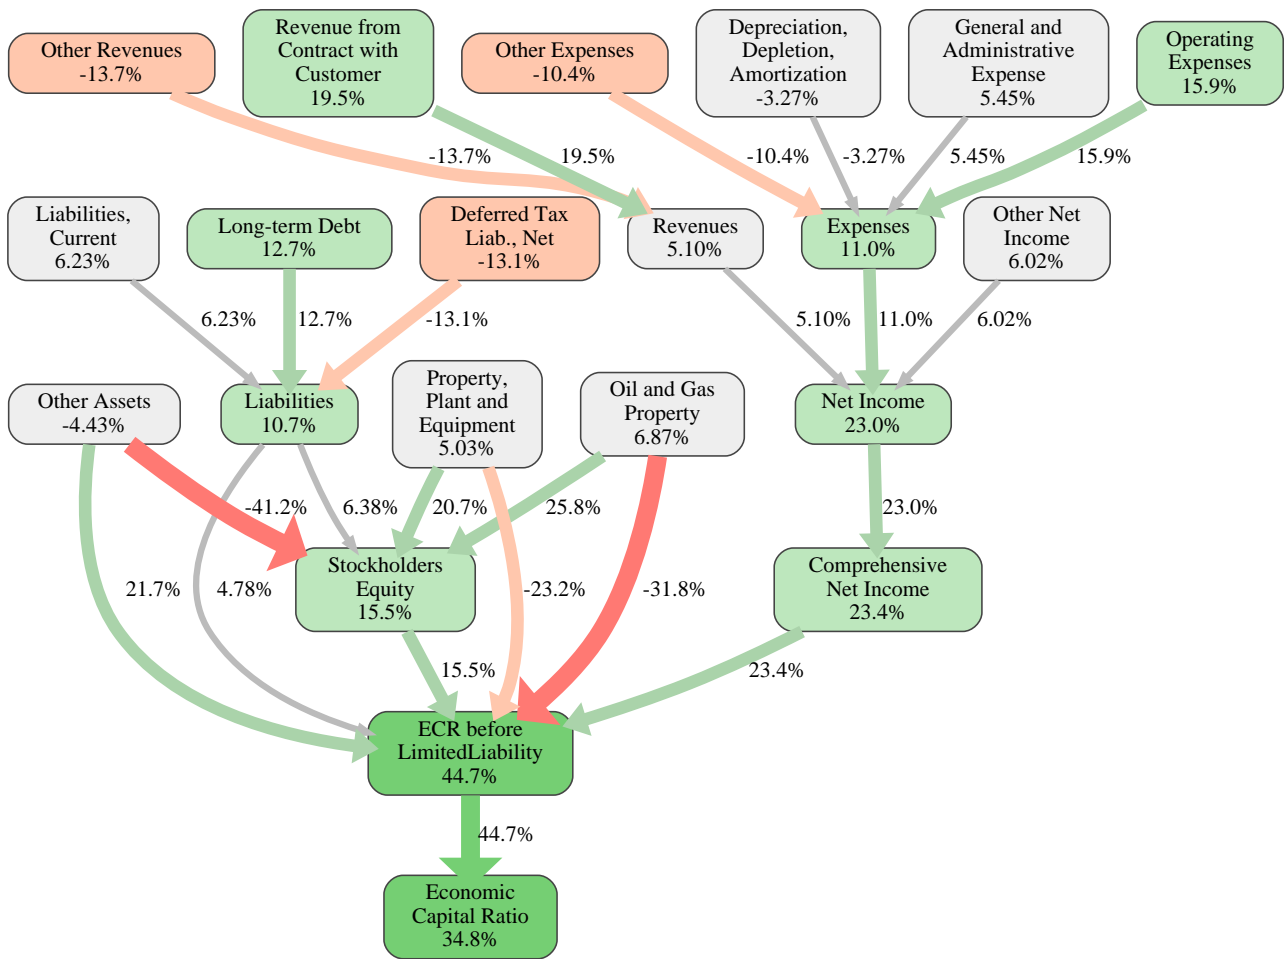 Other Revenues
-13.7%
Revenue from
Contract with
Customer
19.5%
Other Expenses
-10.4%
Depreciation,
Depletion,
Amortization
-3.27%
General and
Administrative
Expense
5.45%
Operating
Expenses
15.9%
-13.7%
19.5%
-10.4%
-3.27%
5.45%
15.9%
Liabilities,
Current
6.23%
Long-term Debt
12.7%
Deferred Tax
Liab., Net
-13.1%
Revenues
5.10%
Expenses
11.0%
Other Net
Income
6.02%
6.23%
12.7%
-13.1%
5.10%
11.0%
6.02%
Other Assets
-4.43%
Liabilities
10.7%
Property,
Plant and
Equipment
5.03%
Oil and Gas
Property
6.87%
Net Income
23.0%
-41.2%
6.38%
20.7%
25.8%
23.0%
Stockholders
Equity
15.5%
Comprehensive
Net Income
23.4%
21.7%
4.78%
-23.2%
-31.8%
15.5%
23.4%
ECR before
LimitedLiability
44.7%
44.7%
Economic
Capital Ratio
34.8%